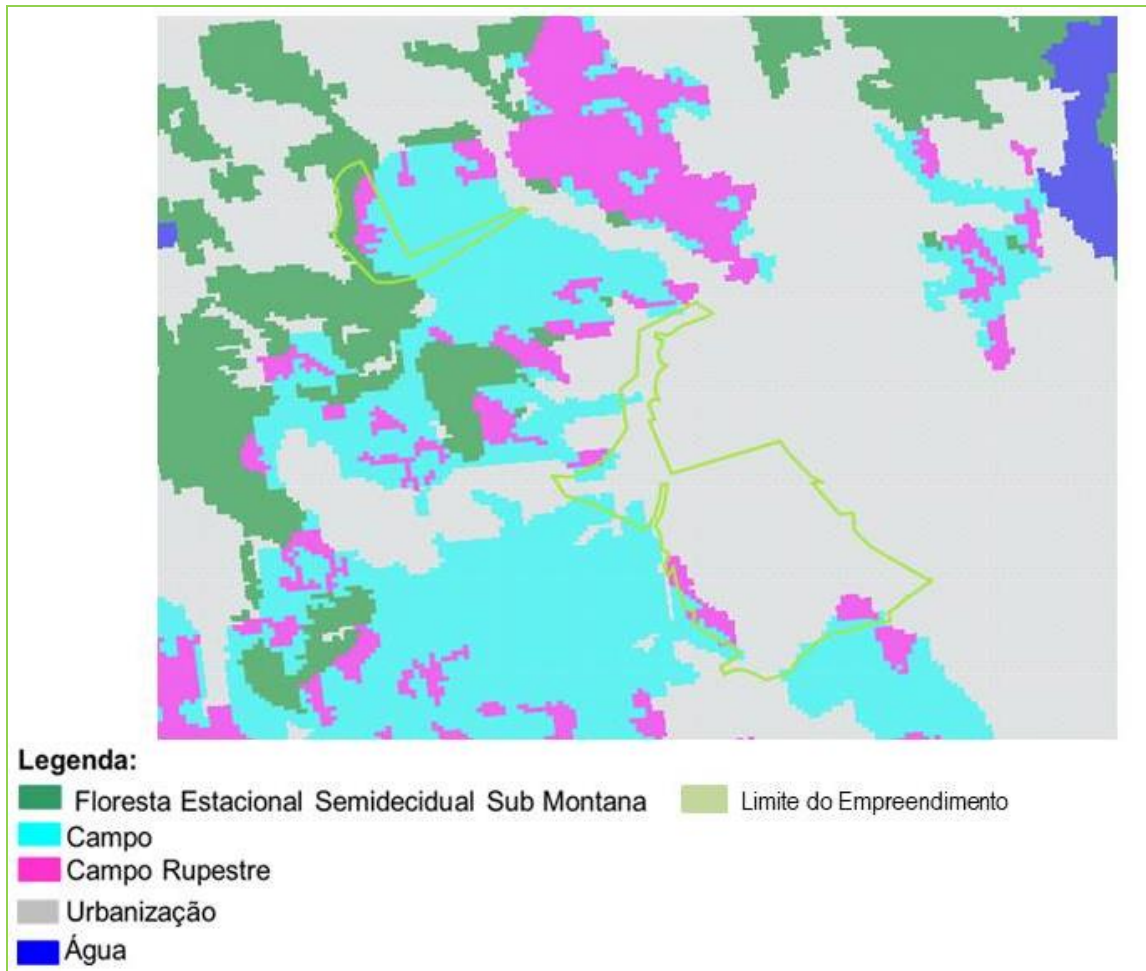 Legenda:
Floresta Estacional Semidecidual Sub Montana
Limite do Empreendimento
Campo
Campo Rupestre
Urbanização
Água